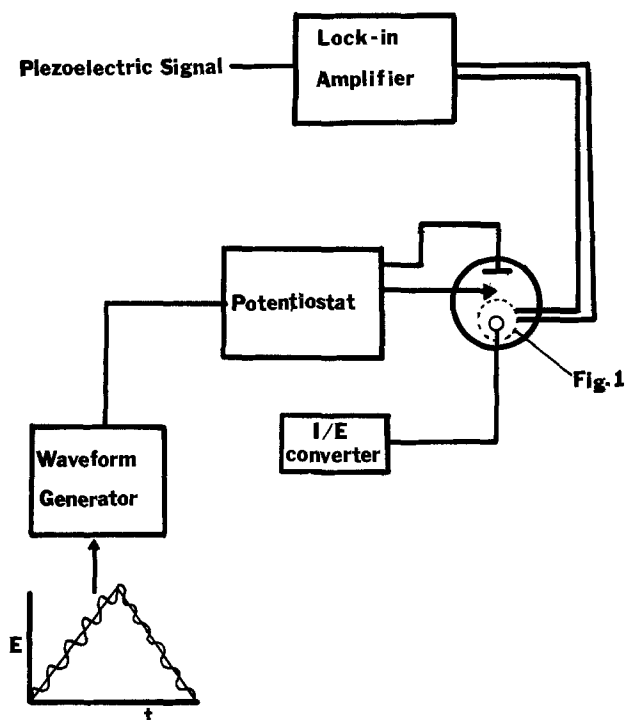 Lock-in
Amplifier
Piezoelectric Signal
Potentiostat
Fig.1
I/E
converter
Waveform
Generator
E
t